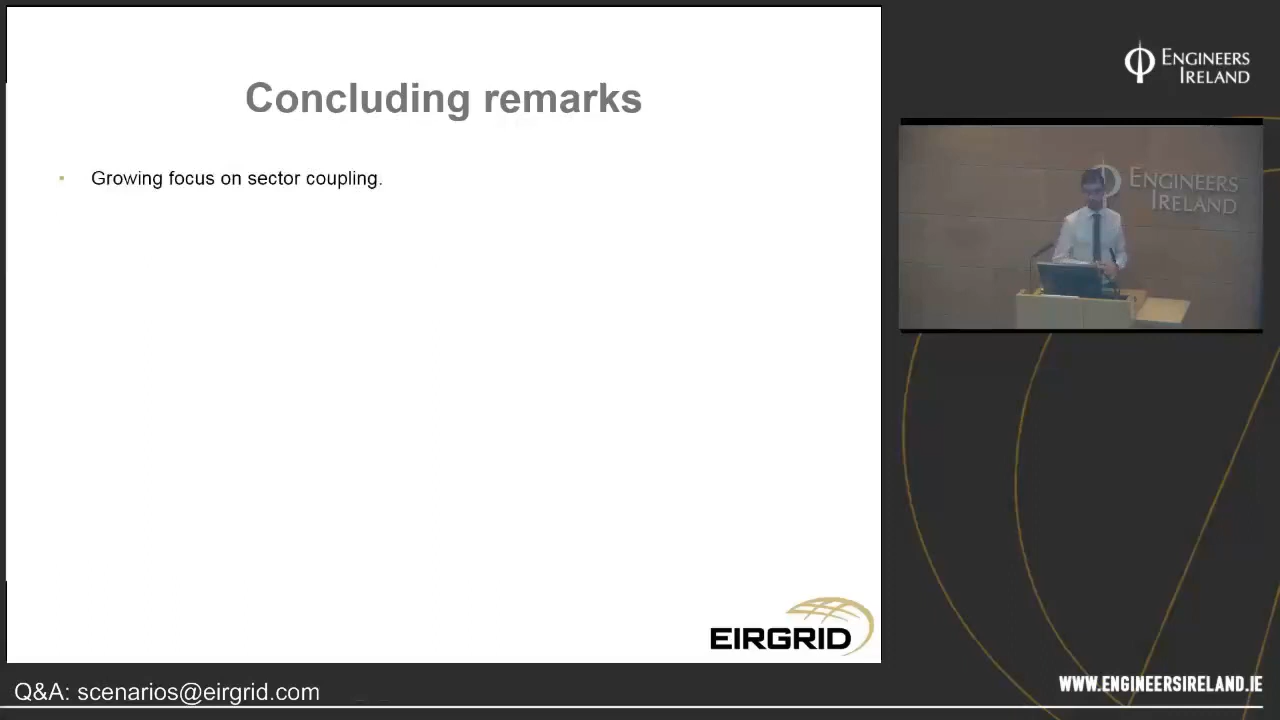 Concluding remarks
Growing focus on sector coupling.
EIRGRID
ENGINEERS
IRELAND
ENGINEERS
IRELAND
Q&A: scenarios@eirgrid.com
WWW.ENGINEERSIRELAND.IE